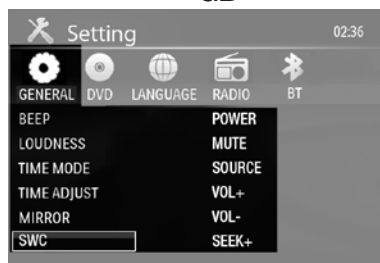 GB
Setting 02:36
GENERAL DVD LANGUAGE RADIO BT
BEEP POWER
LOUDNESS MUTE
TIME MODE SOURCE
TIME ADJUST VOL+
MIRROR VOL-
SWC SEEK+